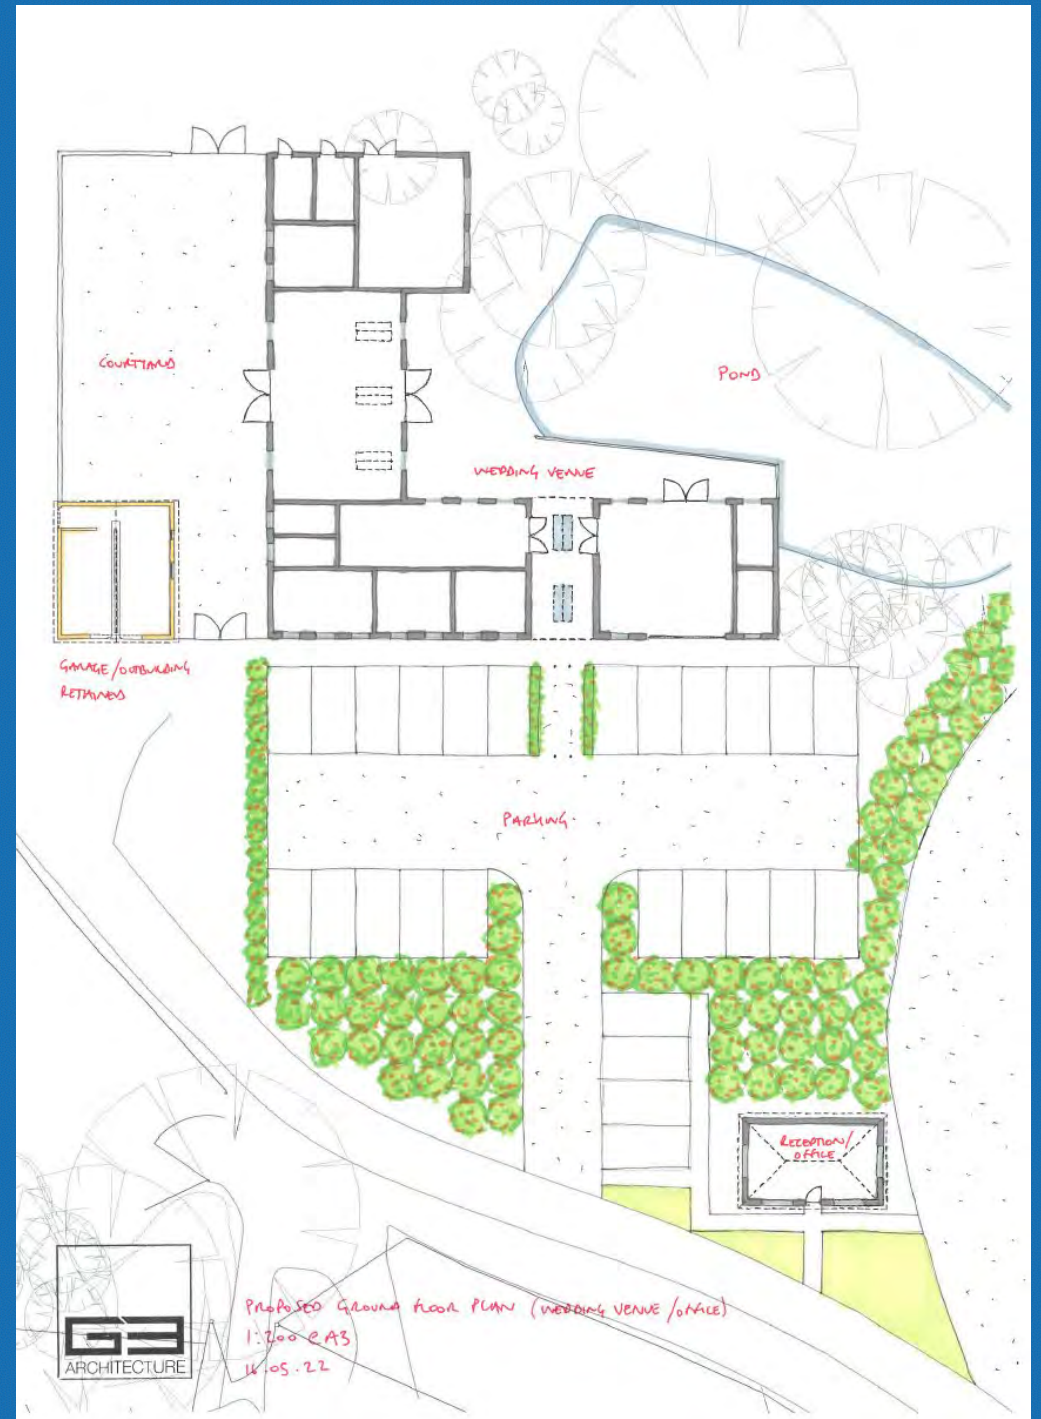 COURTYARD
POND
WEDDING VENUE
GARAGE/OUTBUILDING
RETAINED
PARKING
RECEPTION/
OFFICE
PROPOSED GROUND FLOOR PLAN (WEDDING VENUE/OFFICE)
1:200 @ A3
16.05.22
G3
ARCHITECTURE